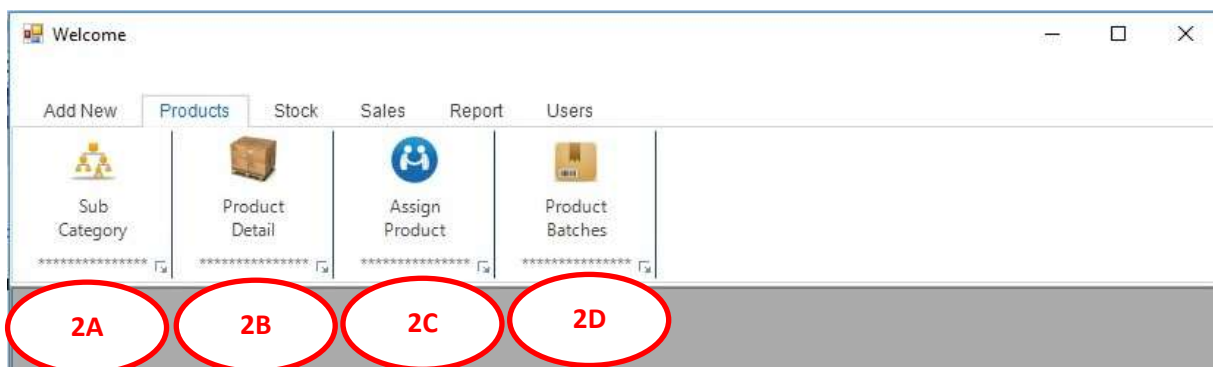 Welcome
Add New Products Stock Sales Report Users
Sub Product Assign Product
Category Detail Product Batches
*************** *************** *************** ***************
2A 2B 2C 2D